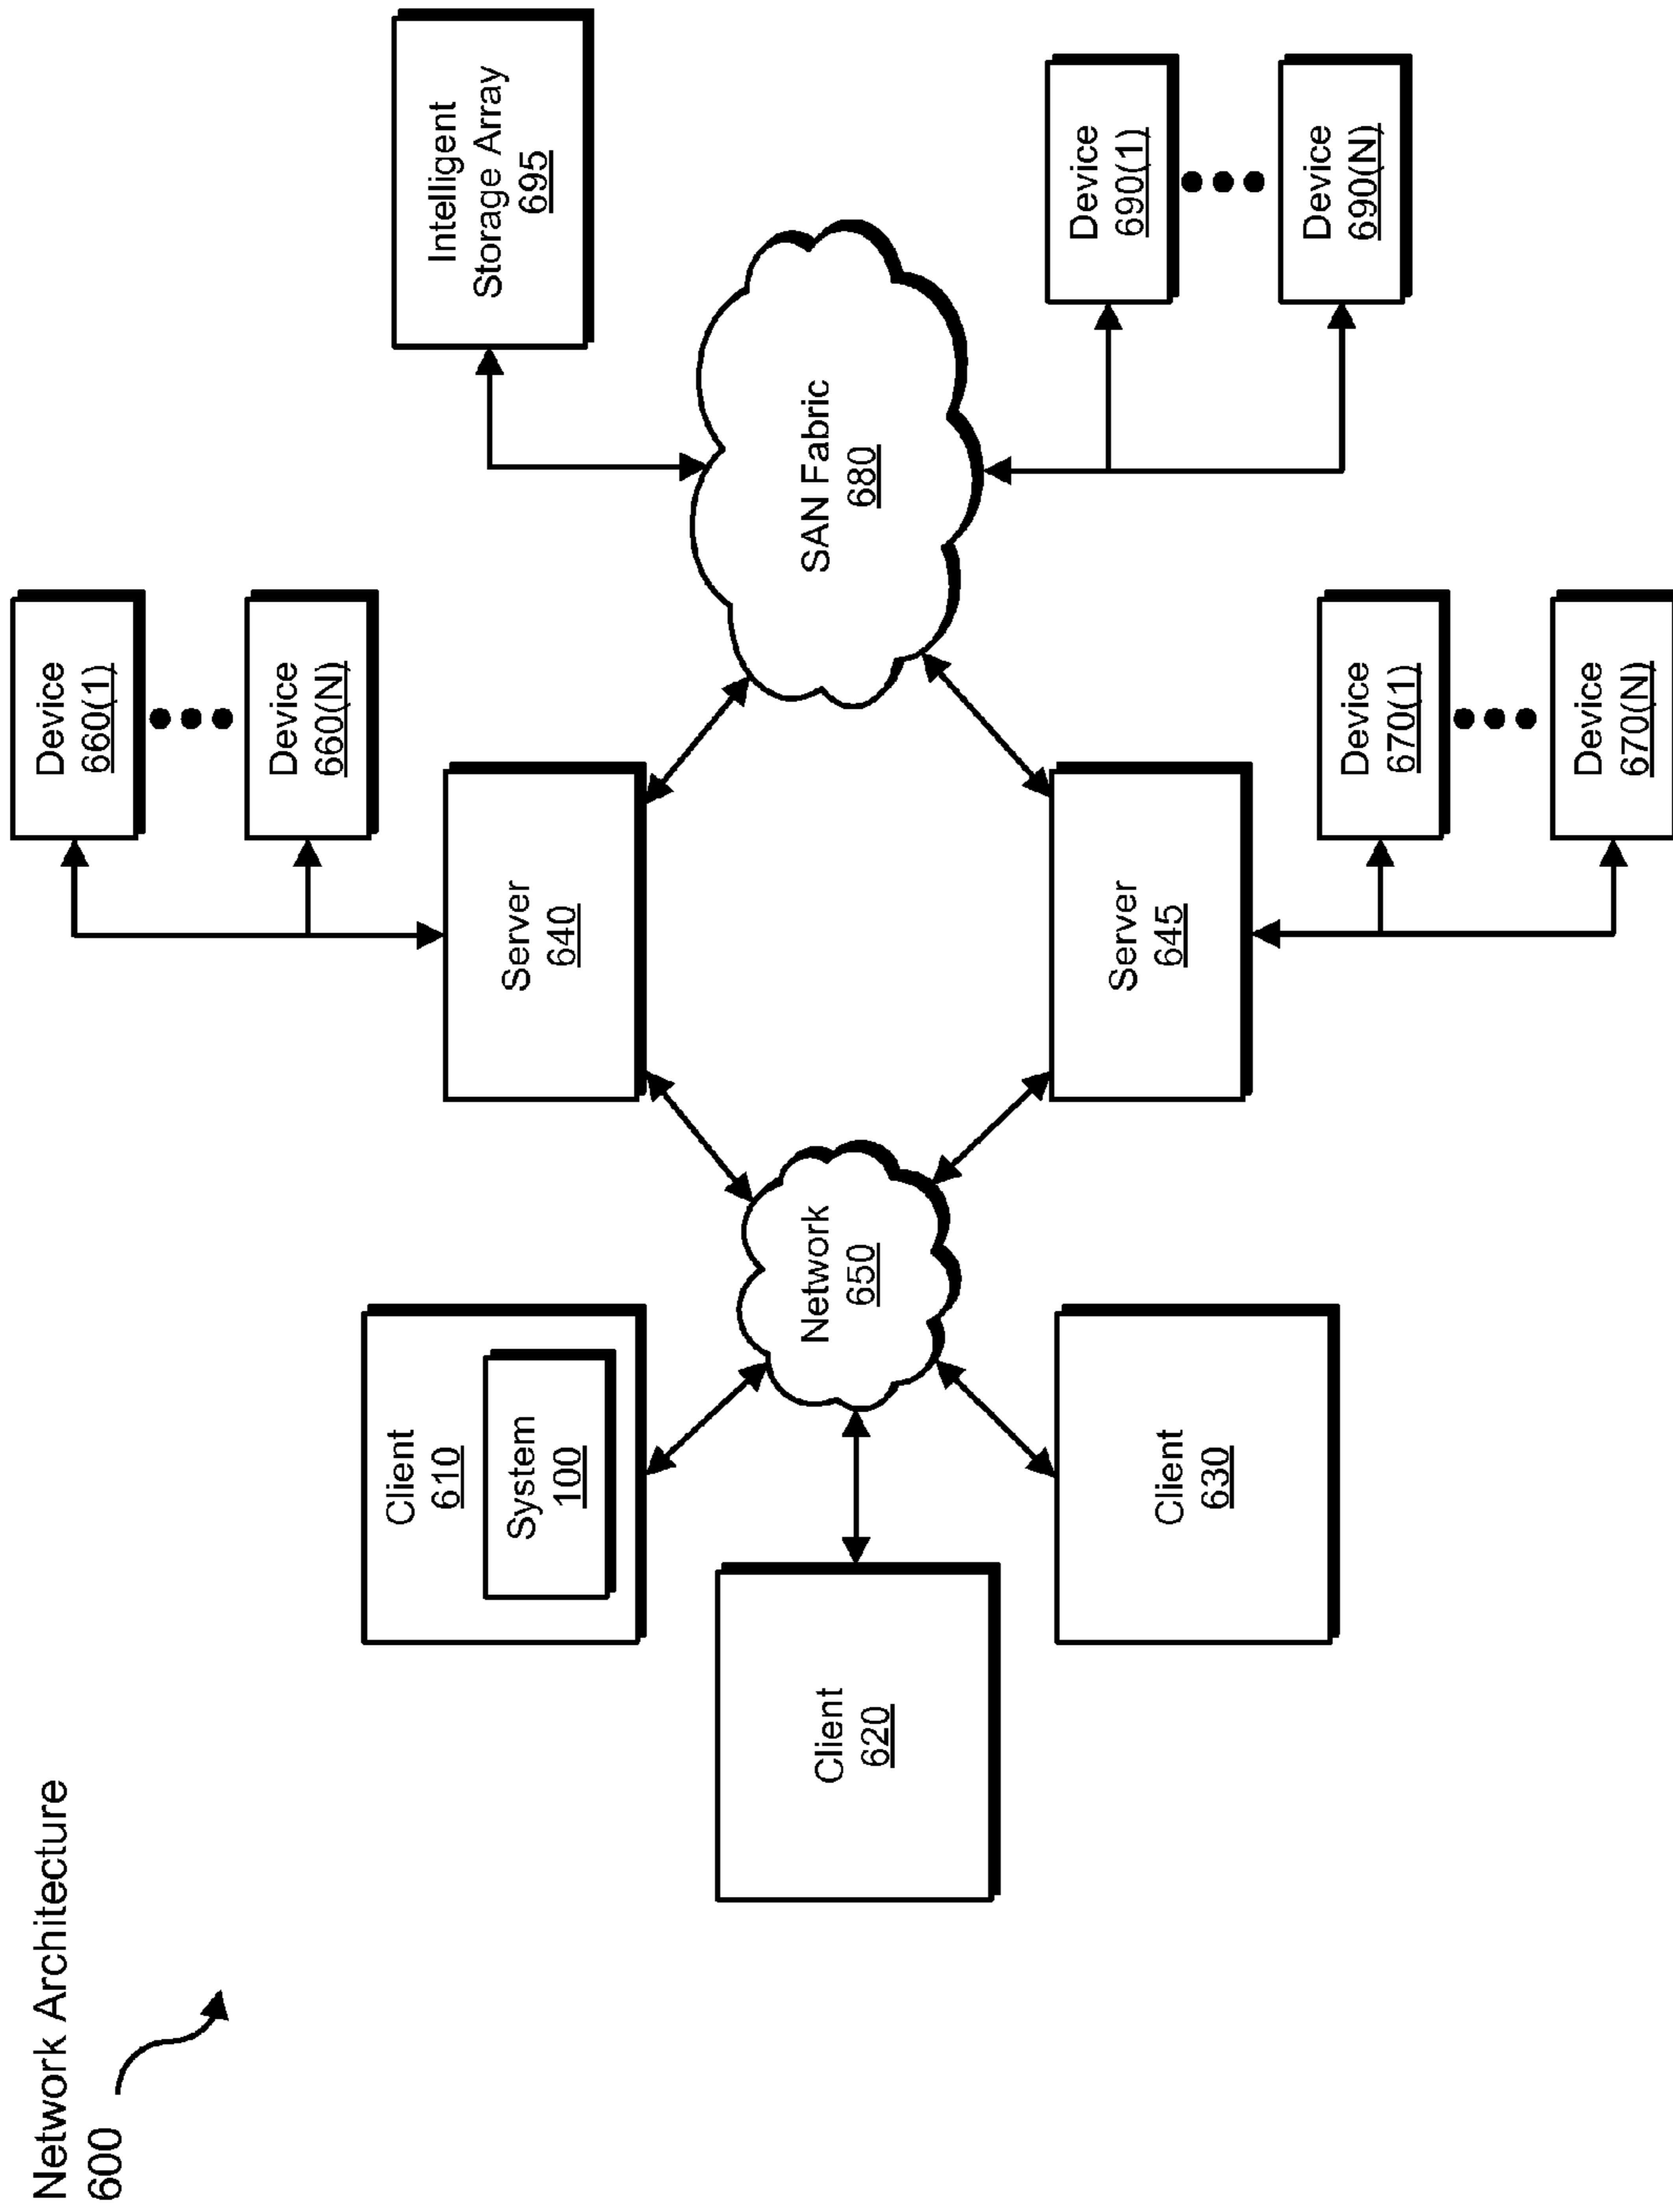 Network Architecture
600
Client
610
System
100
Client
620
Client
630
Network
650
Server
640
Server
645
Device
660(1)
Device
660(N)
Device
670(1)
Device
670(N)
SAN Fabric
680
Intelligent
Storage Array
695
Device
690(1)
Device
690(N)